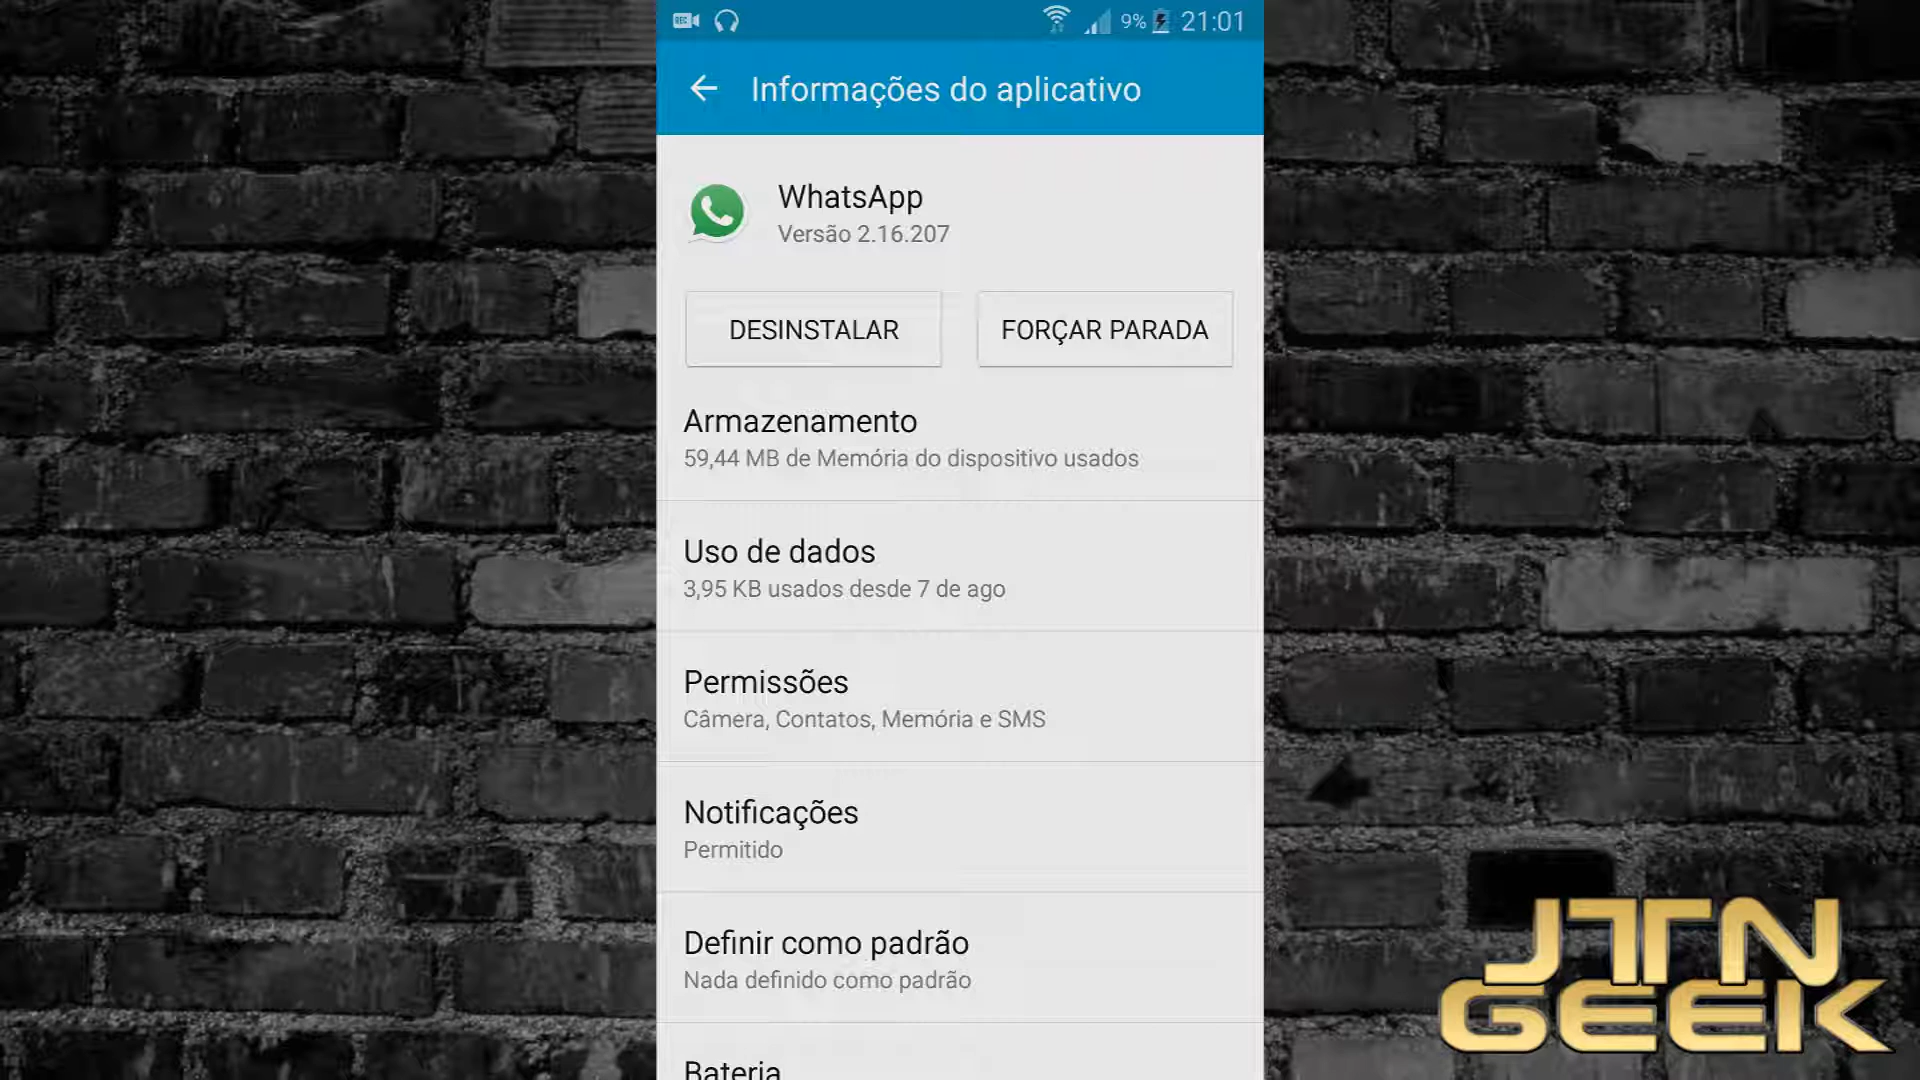 REC 9% 21:01
Informações do aplicativo
WhatsApp
Versão 2.16.207
DESINSTALAR FORÇAR PARADA
Armazenamento
59,44 MB de Memória do dispositivo usados
Uso de dados
3,95 KB usados desde 7 de ago
Permissões
Câmera, Contatos, Memória e SMS
Notificações
Permitido
Definir como padrão
Nada definido como padrão
Bateria
JTN
GEEK